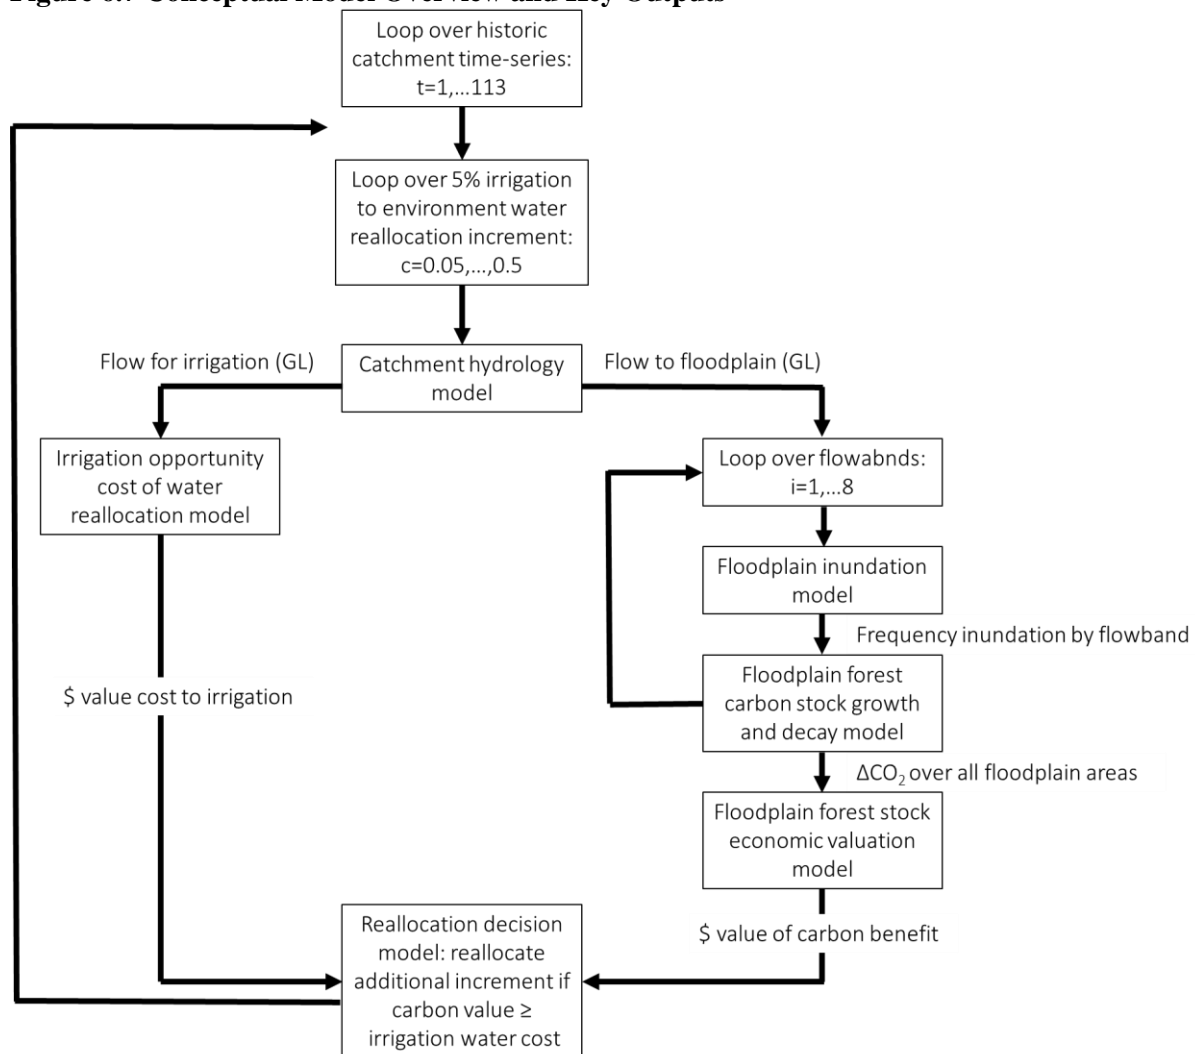 Figure 6.7 Conceptual Model Overview and Key Outputs
Loop over historic
catchment time-series:
t=1,...113
Loop over 5% irrigation
to environment water
reallocation increment:
c=0.05,...,0.5
Flow for irrigation (GL)
Catchment hydrology
model
Flow to floodplain (GL)
Irrigation opportunity
cost of water
reallocation model
Loop over flowabnds:
i=1,...8
Floodplain inundation
model
Frequency inundation by flowband
Floodplain forest
carbon stock growth
and decay model
$ value cost to irrigation
ΔCO₂ over all floodplain areas
Floodplain forest stock
economic valuation
model
$ value of carbon benefit
Reallocation decision
model: reallocate
additional increment if
carbon value ≥
irrigation water cost